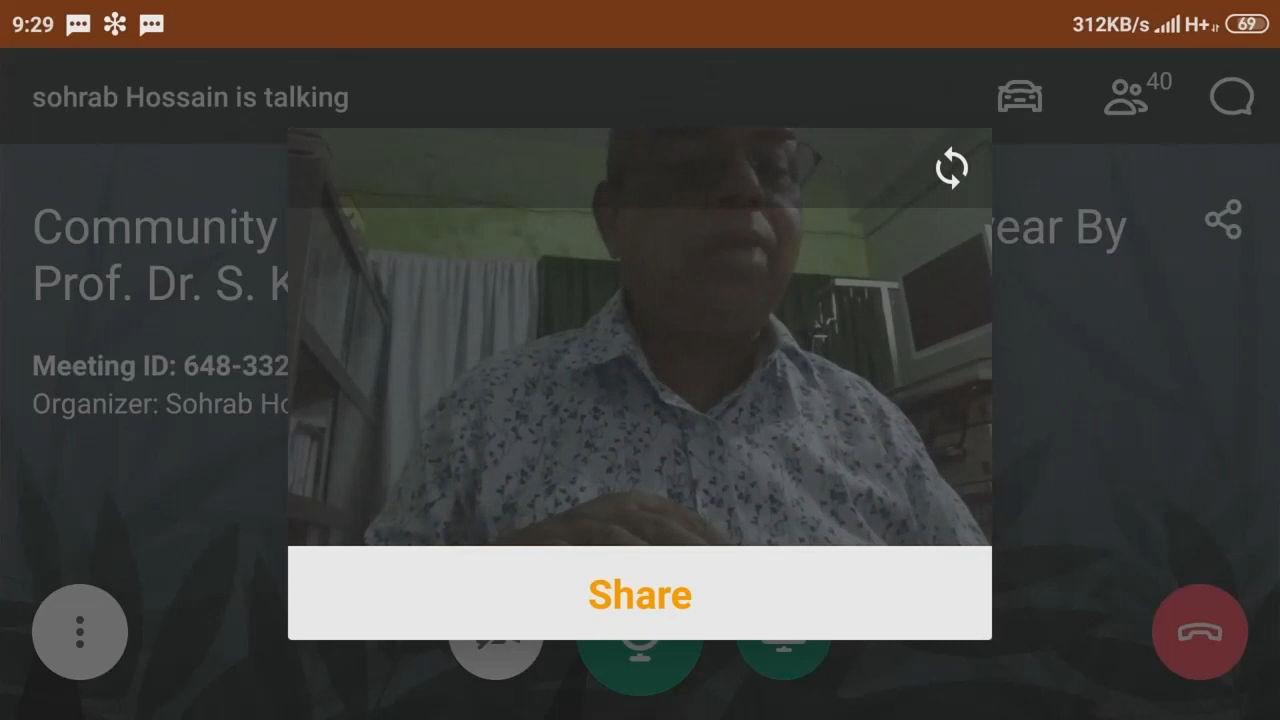 9:29 312KB/s H+ 69
sohrab Hossain is talking 40
Community year By
Prof. Dr. S. K
Meeting ID: 648-332
Organizer: Sohrab Ho
Share